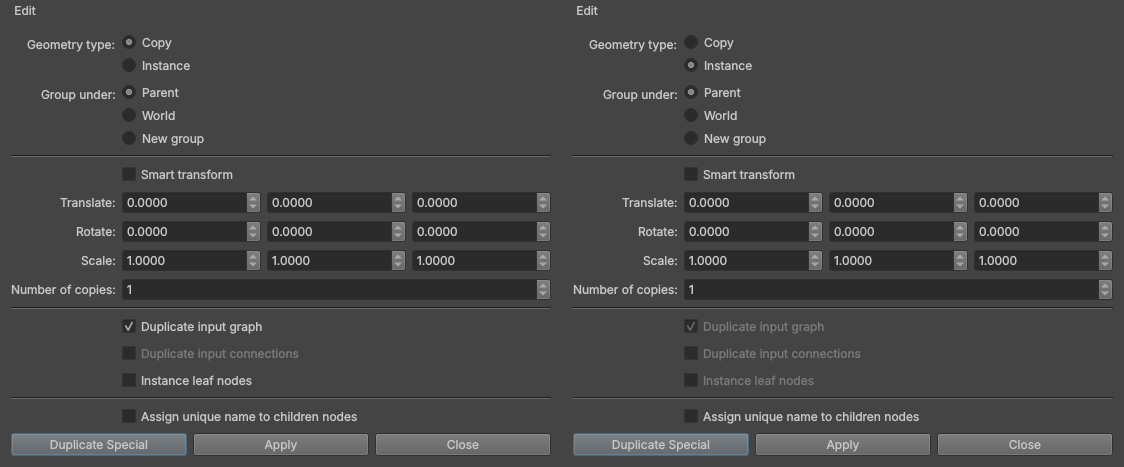 Edit
Geometry type: Copy
Instance
Group under: Parent
World
New group
Smart transform
Translate: 0.0000 0.0000 0.0000
Rotate: 0.0000 0.0000 0.0000
Scale: 1.0000 1.0000 1.0000
Number of copies: 1
Duplicate input graph
Duplicate input connections
Instance leaf nodes
Assign unique name to children nodes
Duplicate Special Apply Close
Edit
Geometry type: Copy
Instance
Group under: Parent
World
New group
Smart transform
Translate: 0.0000 0.0000 0.0000
Rotate: 0.0000 0.0000 0.0000
Scale: 1.0000 1.0000 1.0000
Number of copies: 1
Duplicate input graph
Duplicate input connections
Instance leaf nodes
Assign unique name to children nodes
Duplicate Special Apply Close